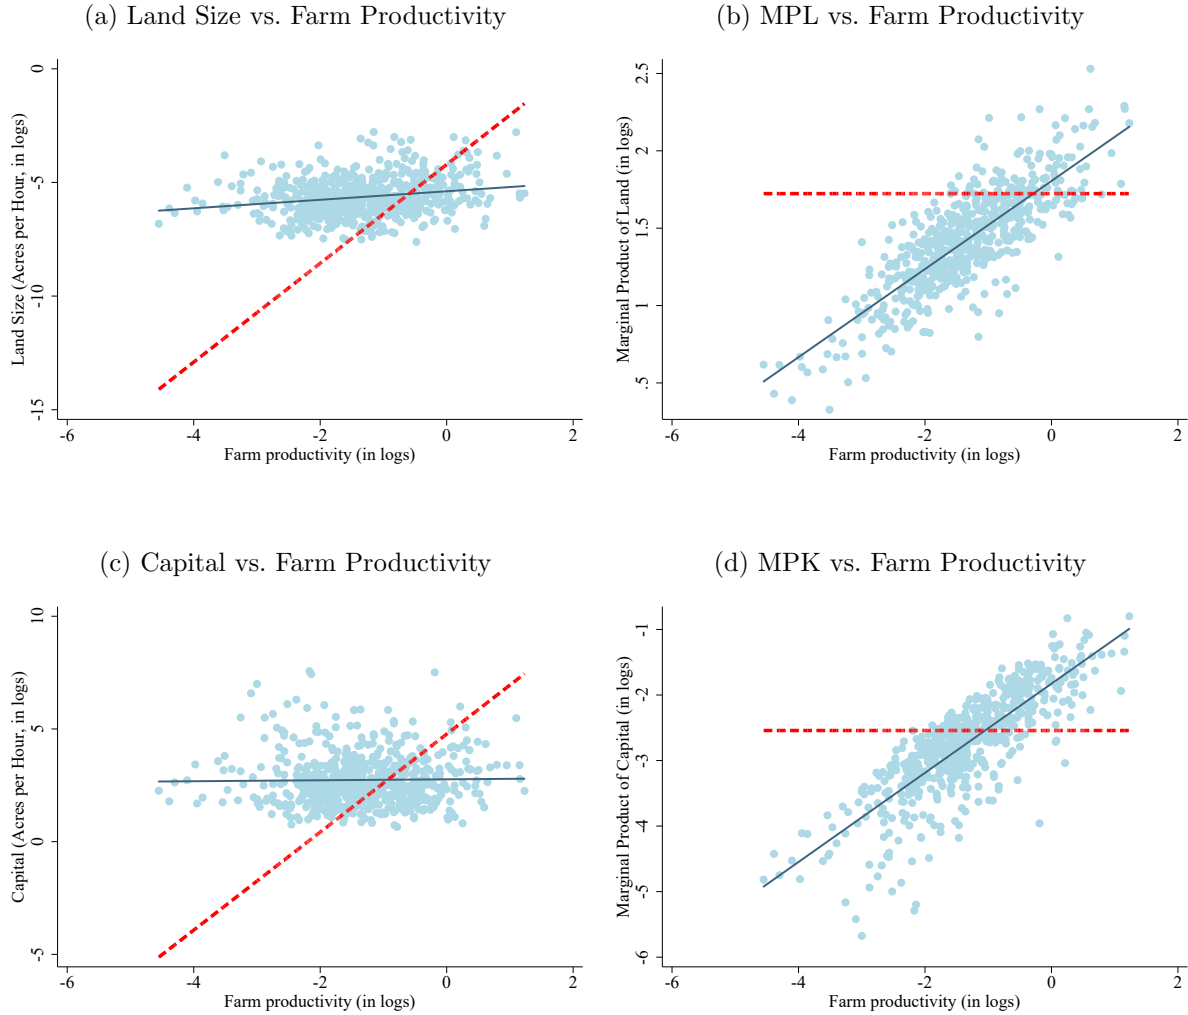 (a) Land Size vs. Farm Productivity
(b) MPL vs. Farm Productivity
Land Size (Acres per Hour, in logs)
0
-5
-10
-15
-6 -4 -2 0 2
Farm productivity (in logs)
Marginal Product of Land (in logs)
2.5
2
1.5
1
.5
-6 -4 -2 0 2
Farm productivity (in logs)
(c) Capital vs. Farm Productivity
(d) MPK vs. Farm Productivity
Capital (Acres per Hour, in logs)
10
5
0
-5
-6 -4 -2 0 2
Farm productivity (in logs)
Marginal Product of Capital (in logs)
-1
-2
-3
-4
-5
-6
-6 -4 -2 0 2
Farm productivity (in logs)